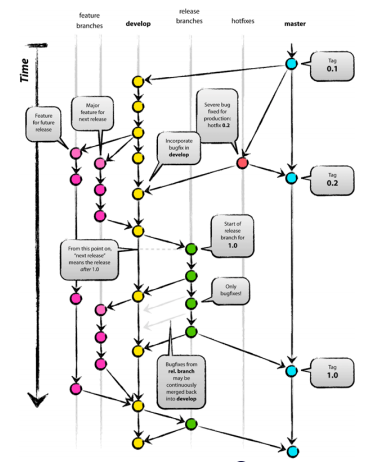 feature
branches
develop
release
branches
hotfixes
master
Time
Tag
0.1
Major
feature for
next release
Feature
for future
release
Severe bug
fixed for
production:
hotfix 0.2
Incorporate
bugfix in
develop
Tag
0.2
Start of
release
branch for
1.0
From this point on,
"next release"
means the release
after 1.0
Only
bugfixes!
Tag
1.0
Bugfixes from
rel. branch
may be
continuously
merged back
into develop